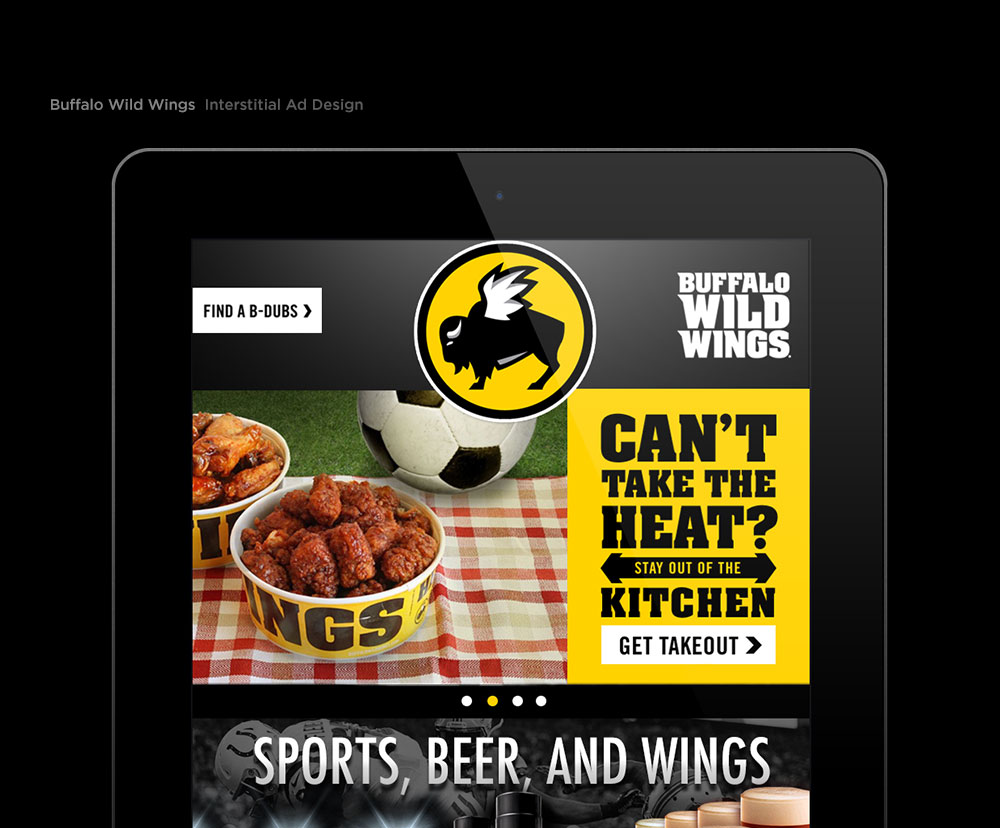 Buffalo Wild Wings Interstitial Ad Design
FIND A B-DUBS
BUFFALO
WILD
WINGS
CAN'T
TAKE THE
HEAT?
STAY OUT OF THE
KITCHEN
GET TAKEOUT
INGS
SPORTS, BEER, AND WINGS